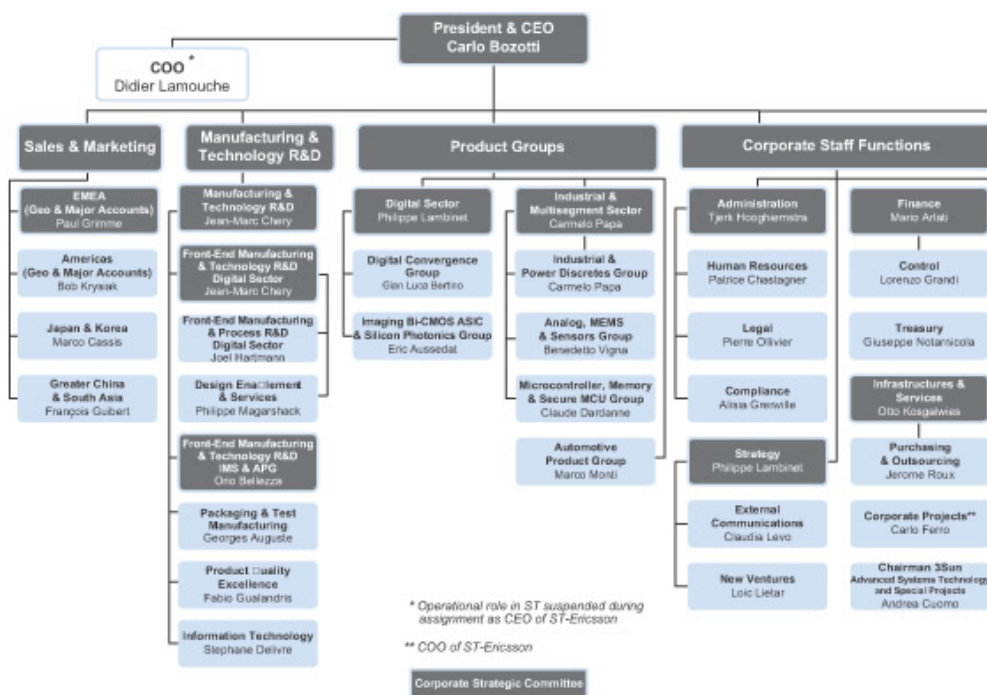 President & CEO
Carlo Bozotti
COO *
Didier Lamouche
Sales & Marketing
Manufacturing &
Technology R&D
Product Groups
Corporate Staff Functions
EMEA
(Geo & Major Accounts)
Paul Grimme
Americas
(Geo & Major Accounts)
Bob Krysiak
Japan & Korea
Marco Cassis
Greater China
& South Asia
François Guibert
Manufacturing &
Technology R&D
Jean-Marc Chery
Front-End Manufacturing
& Technology R&D
Digital Sector
Jean-Marc Chery
Front-End Manufacturing
& Process R&D
Digital Sector
Joel Hartmann
Design Ena□lement
& Services
Philippe Magarshack
Front-End Manufacturing
& Technology R&D
IMS & APG
Orio Bellezza
Packaging & Test
Manufacturing
Georges Auguste
Product □uality
Excellence
Fabio Gualandris
Information Technology
Stephane Delivre
Digital Sector
Philippe Lambinet
Digital Convergence
Group
Gian Luca Bertino
Imaging Bi-CMOS ASIC
& Silicon Photonics Group
Eric Aussedat
Industrial &
Multisegment Sector
Carmelo Papa
Industrial &
Power Discretes Group
Carmelo Papa
Analog, MEMS
& Sensors Group
Benedetto Vigna
Microcontroller, Memory
& Secure MCU Group
Claude Dardanne
Automotive
Product Group
Marco Monti
Administration
Tjerk Hooghiemstra
Human Resources
Patrice Chastagner
Legal
Pierre Ollivier
Compliance
Alisia Grenville
Strategy
Philippe Lambinet
External
Communications
Claudia Levo
New Ventures
Loic Lietar
Finance
Mario Arlati
Control
Lorenzo Grandi
Treasury
Giuseppe Notarnicola
Infrastructures &
Services
Otto Kosgalwies
Purchasing
& Outsourcing
Jerome Roux
Corporate Projects**
Carlo Ferro
Chairman 3Sun
Advanced Systems Technology
and Special Projects
Andrea Cuomo
* Operational role in ST suspended during
assignment as CEO of ST-Ericsson
** COO of ST-Ericsson
Corporate Strategic Committee